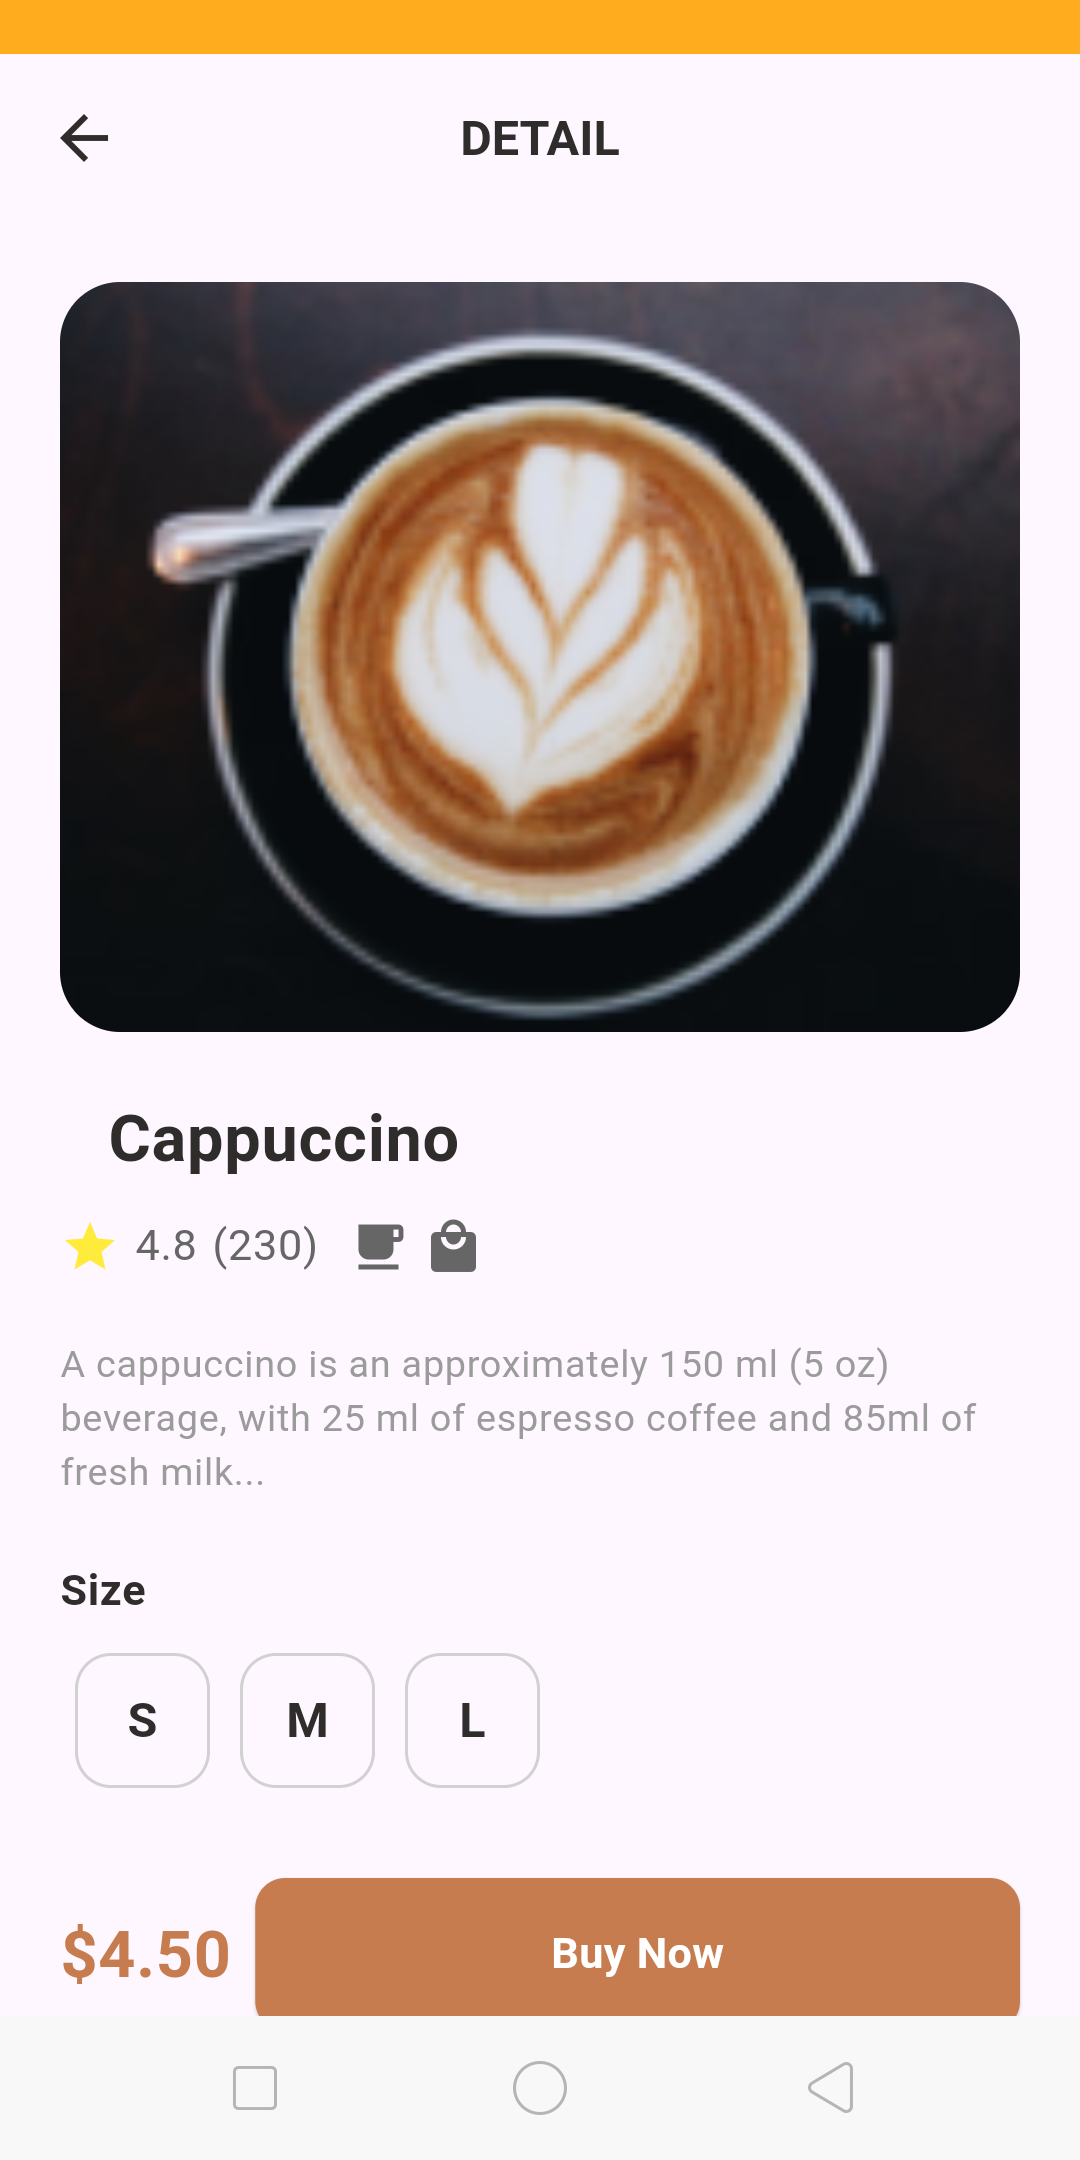 DETAIL
Cappuccino
4.8 (230)
A cappuccino is an approximately 150 ml (5 oz)
beverage, with 25 ml of espresso coffee and 85ml of
fresh milk...
Size
S M L
$4.50 Buy Now